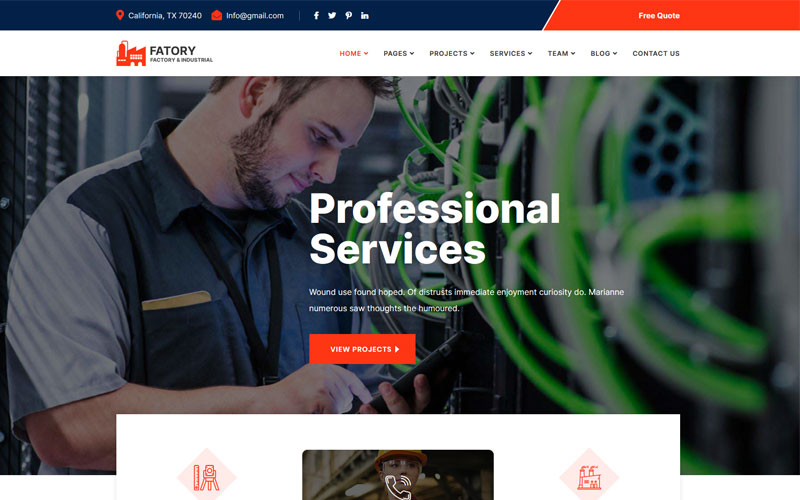 California, TX 70240 Info@gmail.com Free Quote
FATORY
FACTORY & INDUSTRIAL
HOME PAGES PROJECTS SERVICES TEAM BLOG CONTACT US
Professional
Services
Wound use found hoped. Of distrusts immediate enjoyment curiosity do. Marianne
numerous saw thoughts the humoured.
VIEW PROJECTS